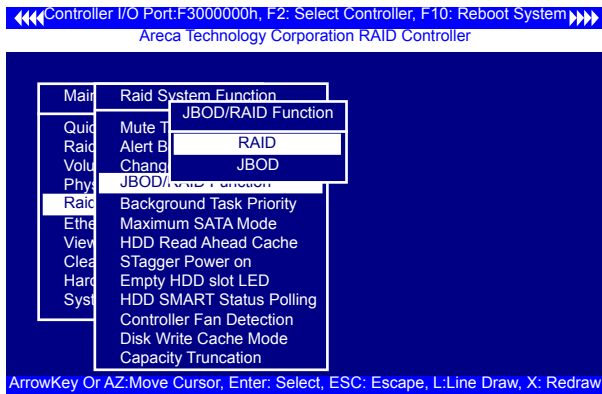 Controller I/O Port:F3000000h, F2: Select Controller, F10: Reboot System
Areca Technology Corporation RAID Controller
Main
Raid System Function
JBOD/RAID Function
RAID
JBOD
Quic
Raid
Volu
Phys
Raid
Ethe
View
Clea
Hard
Syst
Mute T
Alert B
Chang
JBOD/RAID Function
Background Task Priority
Maximum SATA Mode
HDD Read Ahead Cache
STagger Power on
Empty HDD slot LED
HDD SMART Status Polling
Controller Fan Detection
Disk Write Cache Mode
Capacity Truncation
ArrowKey Or AZ:Move Cursor, Enter: Select, ESC: Escape, L:Line Draw, X: Redraw